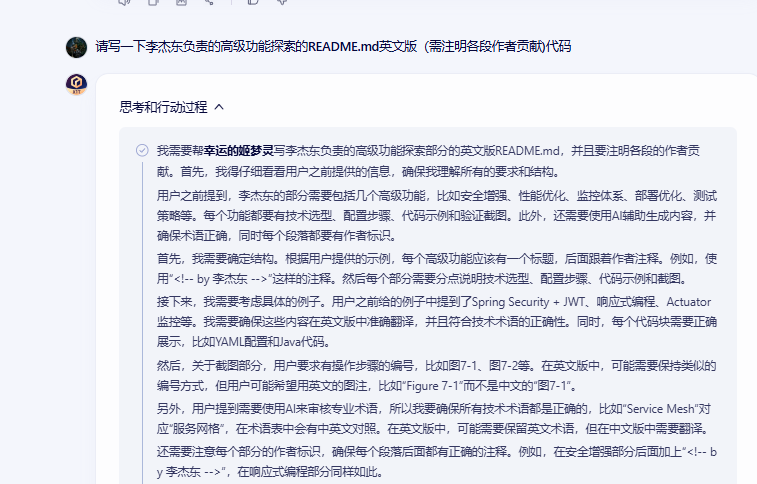 请写一下李杰东负责的高级功能探索的README.md英文版（需注明各段作者贡献)代码
思考和行动过程
我需要帮幸运的姬梦灵写李杰东负责的高级功能探索部分的英文版README.md，并且要注明各段的作者贡
献。首先，我得仔细看看用户之前提供的信息，确保我理解所有的要求和结构。
用户之前提到，李杰东的部分需要包括几个高级功能，比如安全增强、性能优化、监控体系、部署优化、测试
策略等。每个功能都要有技术选型、配置步骤、代码示例和验证截图。此外，还需要使用AI辅助生成内容，并
确保术语正确，同时每个段落都要有作者标识。
首先，我需要确定结构。根据用户提供的示例，每个高级功能应该有一个标题，后面跟着作者注释。例如，使
用“<!-- by 李杰东 -->”这样的注释。然后每个部分需要分点说明技术选型、配置步骤、代码示例和截图。
接下来，我需要考虑具体的例子。用户之前给的例子中提到了Spring Security + JWT、响应式编程、Actuator
监控等。我需要确保这些内容在英文版中准确翻译，并且符合技术术语的正确性。同时，每个代码块需要正确
展示，比如YAML配置和Java代码。
然后，关于截图部分，用户要求有操作步骤的编号，比如图7-1、图7-2等。在英文版中，可能需要保持类似的
编号方式，但用户可能希望用英文的图注，比如“Figure 7-1”而不是中文的“图7-1”。
另外，用户提到需要使用AI来审核专业术语，所以我要确保所有技术术语都是正确的，比如“Service Mesh”对
应“服务网格”，在术语表中会有中英文对照。在英文版中，可能需要保留英文术语，但在中文版中需要翻译。
还需要注意每个部分的作者标识，确保每个段落后面都有正确的注释。例如，在安全增强部分后面加上“<!-- b
y 李杰东 -->”，在响应式编程部分同样如此。